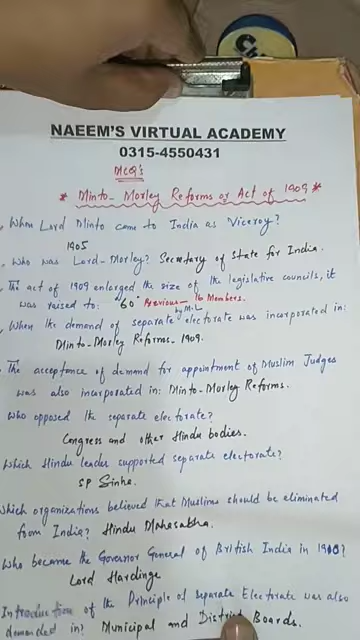 NAEEM'S VIRTUAL ACADEMY
0315-4550431
MCQ's
* Minto-Morley Reforms or Act of 1909 *
When Lord Minto came to India as Viceroy?
1905
Who was Lord-Morley? Secretary of State for India.
The act of 1909 enlarged the size of the legislative councils, it
was raised to: "60" Previous – 16 Members.
by M.L
When the demand of separate electorate was incorporated in:
Minto-Morley Reforms-1909.
The acceptance of demand for appointment of Muslim Judges
was also incorporated in: Minto-Morley Reforms.
Who opposed the separate electorate?
Congress and other Hindu bodies.
Which Hindu leader supported separate electorate?
SP Sinha.
Which organizations believed that Muslims should be eliminated
from India? Hindu Mahasabha.
Who became the Governor General of British India in 1910?
Lord Hardinge
Introduction of the Principle of separate Electorate was also
demanded in? Municipal and District Boards.